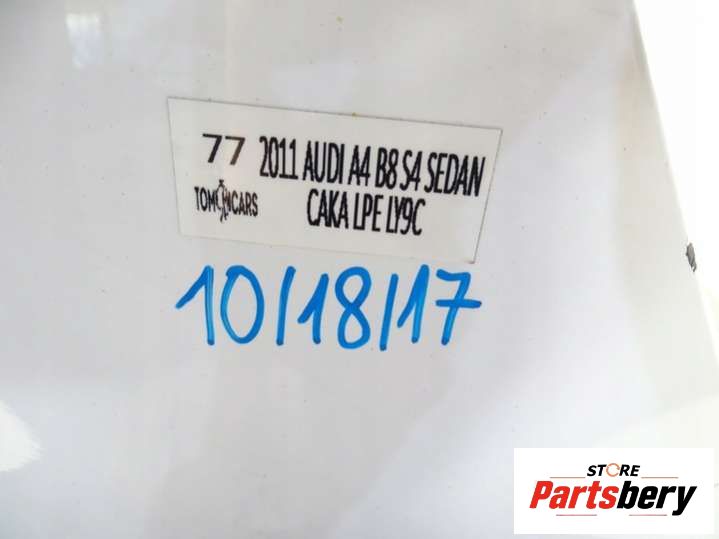 77 2011 AUDI A4 B8 S4 SEDAN
TOM CARS CAKA LPE LY9C
10/18/17
STORE
Partsbery